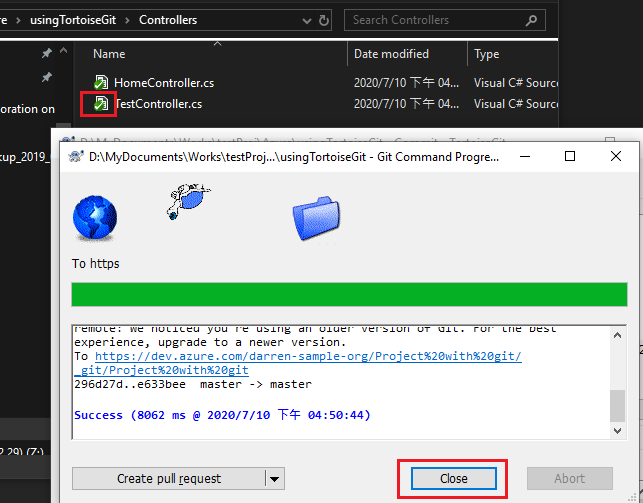 re › usingTortoiseGit › Controllers
Search Controllers
Name Date modified Type
HomeController.cs 2020/7/10 下午 04... Visual C# Source
TestController.cs 2020/7/10 下午 04... Visual C# Source
oration on
kup_2019_
D:\MyDocuments\Works\testProj...\usingTortoiseGit - Git Command Progre...
To https
remote: We noticed you're using an older version of Git. For the best
experience, upgrade to a newer version.
To https://dev.azure.com/darren-sample-org/Project%20with%20git/
_git/Project%20with%20git
296d27d..e633bee master -> master
Success (8062 ms @ 2020/7/10 下午 04:50:44)
2.29) (Z:)
Create pull request
Close
Abort